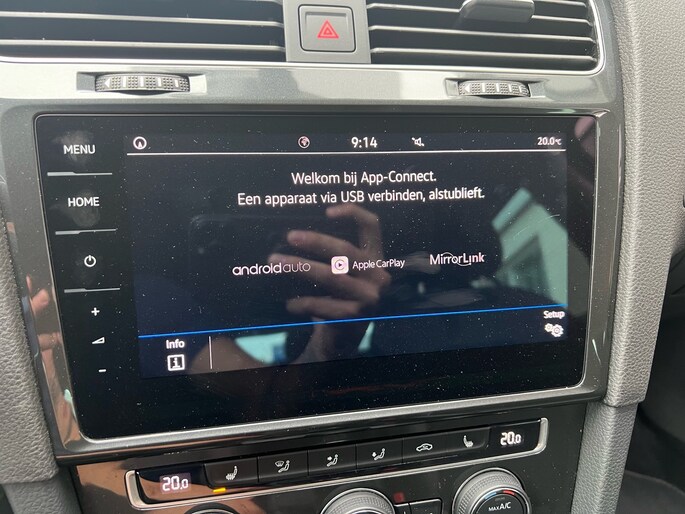 MENU
HOME
9:14
20.0°C
Welkom bij App-Connect.
Een apparaat via USB verbinden, alstublieft.
androidauto
Apple CarPlay
MirrorLink
Info
Setup
20.0
20.0
MAX A/C